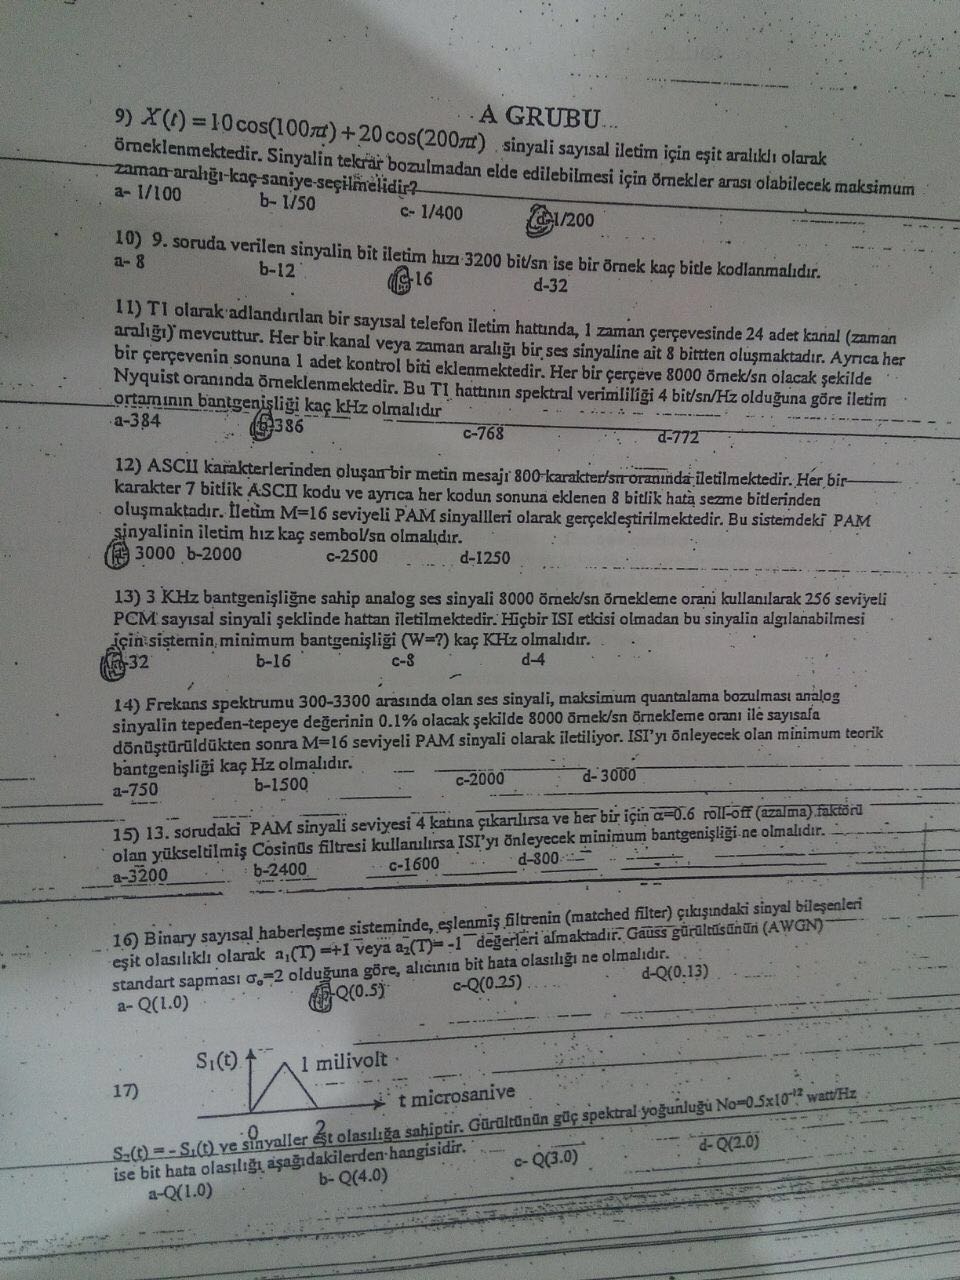 A GRUBU
9) X(t) = 10cos(100πt) + 20cos(200πt) sinyali sayısal iletim için eşit aralıklı olarak
örneklenmektedir. Sinyalin tekrar bozulmadan elde edilebilmesi için örnekler arası olabilecek maksimum
zaman aralığı kaç saniye seçilmelidir?
a- 1/100 b- 1/50 c- 1/400 d-1/200
10) 9. soruda verilen sinyalin bit iletim hızı 3200 bit/sn ise bir örnek kaç bitle kodlanmalıdır.
a- 8 b-12 c-16 d-32
11) T1 olarak adlandırılan bir sayısal telefon iletim hattında, 1 zaman çerçevesinde 24 adet kanal (zaman
aralığı) mevcuttur. Her bir kanal veya zaman aralığı bir ses sinyaline ait 8 bittten oluşmaktadır. Ayrıca her
bir çerçevenin sonuna 1 adet kontrol biti eklenmektedir. Her bir çerçeve 8000 örnek/sn olacak şekilde
Nyquist oranında örneklenmektedir. Bu T1 hattının spektral verimliliği 4 bit/sn/Hz olduğuna göre iletim
ortamının bantgenişliği kaç kHz olmalıdır
a-384 b-386 c-768 d-772
12) ASCII karakterlerinden oluşan bir metin mesajı 800 karakter/sn oranında iletilmektedir. Her bir
karakter 7 bitlik ASCII kodu ve ayrıca her kodun sonuna eklenen 8 bitlik hata sezme bitlerinden
oluşmaktadır. İletim M=16 seviyeli PAM sinyallleri olarak gerçekleştirilmektedir. Bu sistemdeki PAM
sinyalinin iletim hız kaç sembol/sn olmalıdır.
a- 3000 b-2000 c-2500 d-1250
13) 3 KHz bantgenişliğne sahip analog ses sinyali 8000 örnek/sn örnekleme orani kullanılarak 256 seviyeli
PCM sayısal sinyali şeklinde hattan iletilmektedir. Hiçbir ISI etkisi olmadan bu sinyalin algılanabilmesi
için sistemin minimum bantgenişliği (W=?) kaç KHz olmalıdır.
a-32 b-16 c-8 d-4
14) Frekans spektrumu 300-3300 arasında olan ses sinyali, maksimum quantalama bozulması analog
sinyalin tepeden-tepeye değerinin 0.1% olacak şekilde 8000 örnek/sn örnekleme oranı ile sayısala
dönüştürüldükten sonra M=16 seviyeli PAM sinyali olarak iletiliyor. ISI'yı önleyecek olan minimum teorik
bantgenişliği kaç Hz olmalıdır.
a-750 b-1500 c-2000 d- 3000
15) 13. sorudaki PAM sinyali seviyesi 4 katına çıkarılırsa ve her bir için α=0.6 roll-off (azalma) faktörü
olan yükseltilmiş Cosinüs filtresi kullanılırsa ISI'yı önleyecek minimum bantgenişliği ne olmalıdır.
a-3200 b-2400 c-1600 d-800
16) Binary sayısal haberleşme sisteminde, eşlenmiş filtrenin (matched filter) çıkışındaki sinyal bileşenleri
eşit olasılıklı olarak a₁(T) =+1 veya a₂(T)= -1 değerleri almaktadır. Gauss gürültüsünün (AWGN)
standart sapması σₒ=2 olduğuna göre, alıcının bit hata olasılığı ne olmalıdır.
a- Q(1.0) b-Q(0.5) c-Q(0.25) d-Q(0.13)
S₁(t)
1 milivolt
17)
t microsaniye
0 2
S₂(t) = - S₁(t) ve sinyaller eşt olasılığa sahiptir. Gürültünün güç spektral yoğunluğu No=0.5x10⁻¹² watt/Hz
ise bit hata olasılığı aşağıdakilerden hangisidir.
a-Q(1.0) b- Q(4.0) c- Q(3.0) d- Q(2.0)